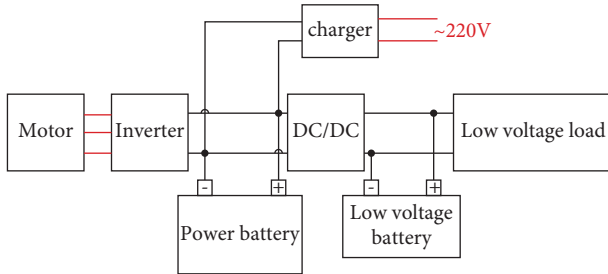 charger
~220V
Motor
Inverter
DC/DC
Low voltage load
- +
- +
Power battery
Low voltage
battery